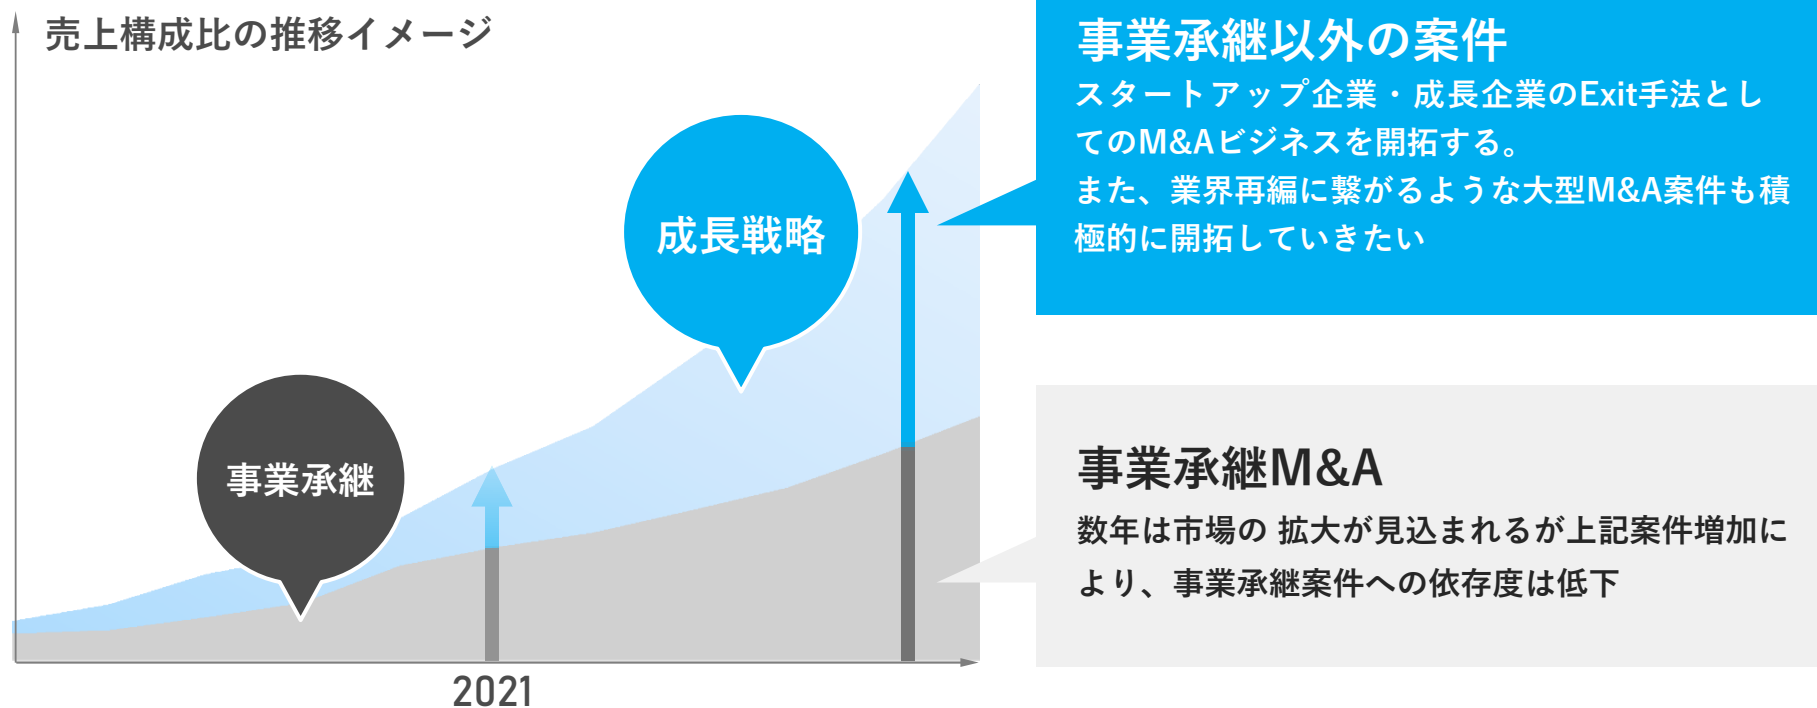 売上構成比の推移イメージ
成長戦略
事業承継
2021
事業承継以外の案件
スタートアップ企業・成長企業のExit手法とし
てのM&Aビジネスを開拓する。
また、業界再編に繋がるような大型M&A案件も積
極的に開拓していきたい
事業承継M&A
数年は市場の 拡大が見込まれるが上記案件増加に
より、事業承継案件への依存度は低下